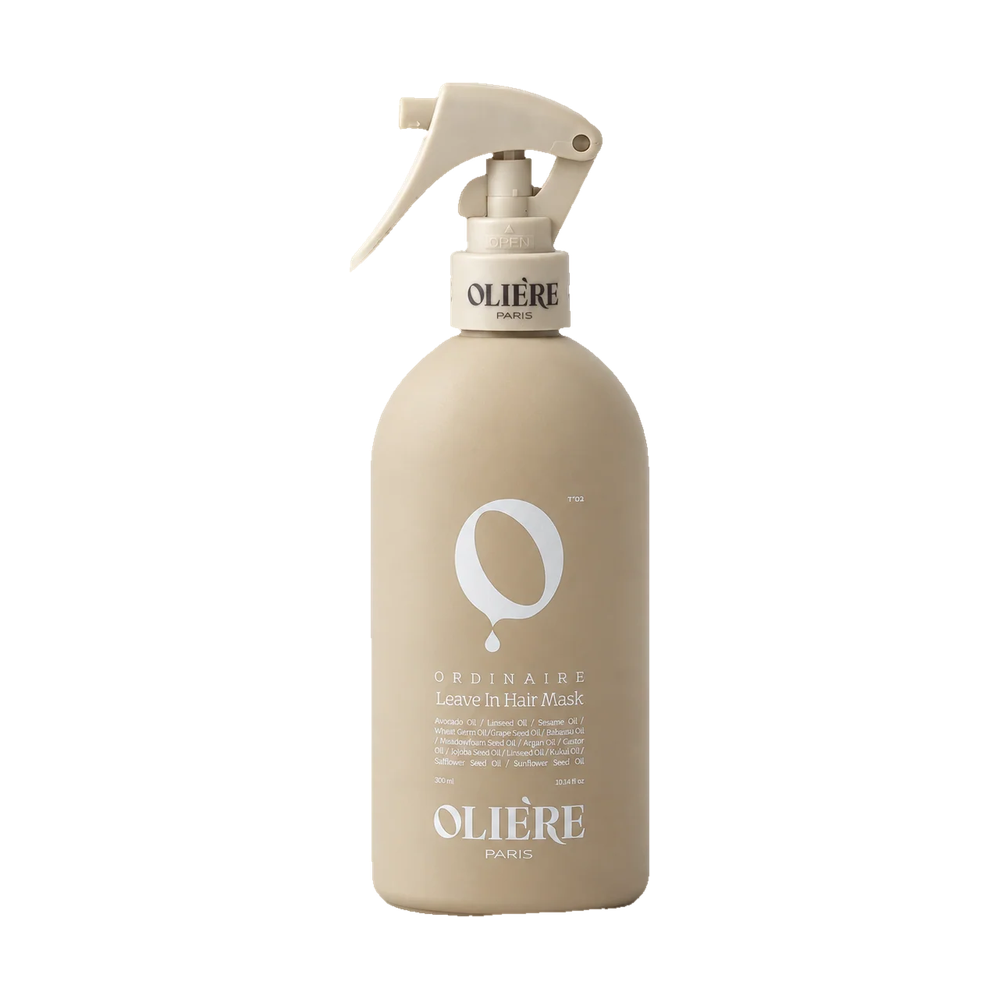 OPEN
OLIÈRE
PARIS
בס"ד
ORDINAIRE
Leave In Hair Mask
Avocado Oil / Linseed Oil / Sesame Oil /
Wheat Germ Oil/Grape Seed Oil / Babassu Oil
/ Meadowfoam Seed Oil / Argan Oil / Castor
Oil / Jojoba Seed Oil / Linseed Oil / Kukui Oil /
Safflower Seed Oil / Sunflower Seed Oil
300 ml 10.14 fl oz
OLIÈRE
PARIS